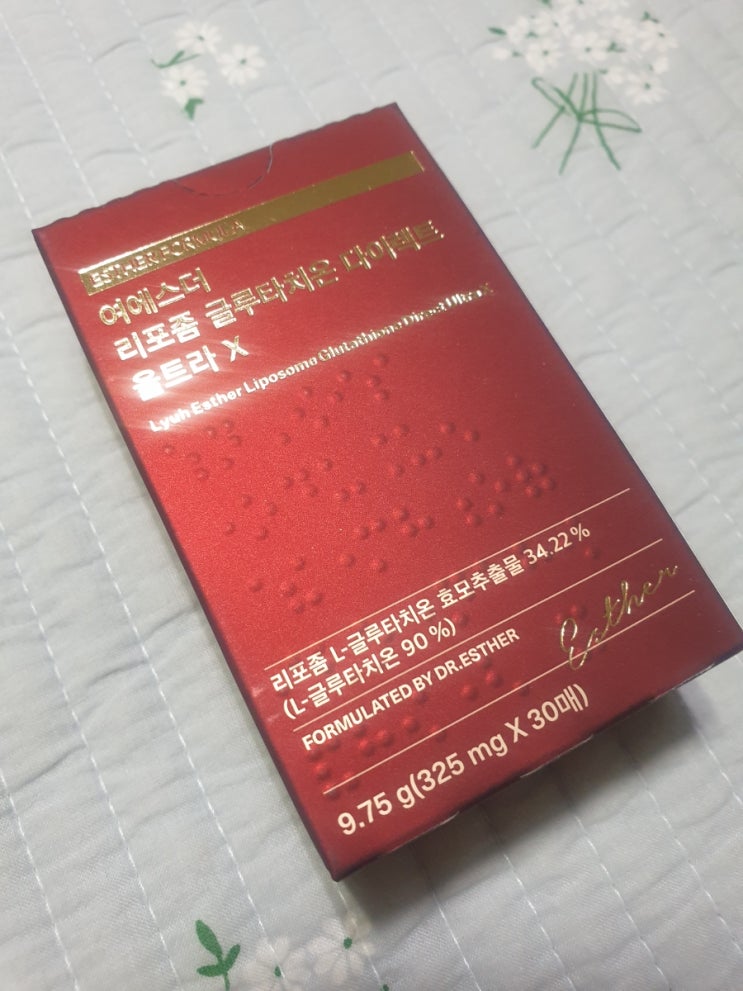 ESTHER FORMULA
여에스더
리포좀 글루타치온 다이렉트
울트라 X
Lyuh Esther Liposome Glutathione Direct Ultra X
리포좀 L-글루타치온 효모추출물 34.22%
(L-글루타치온 90 %)
FORMULATED BY DR.ESTHER
Esther
9.75 g(325 mg X 30매)